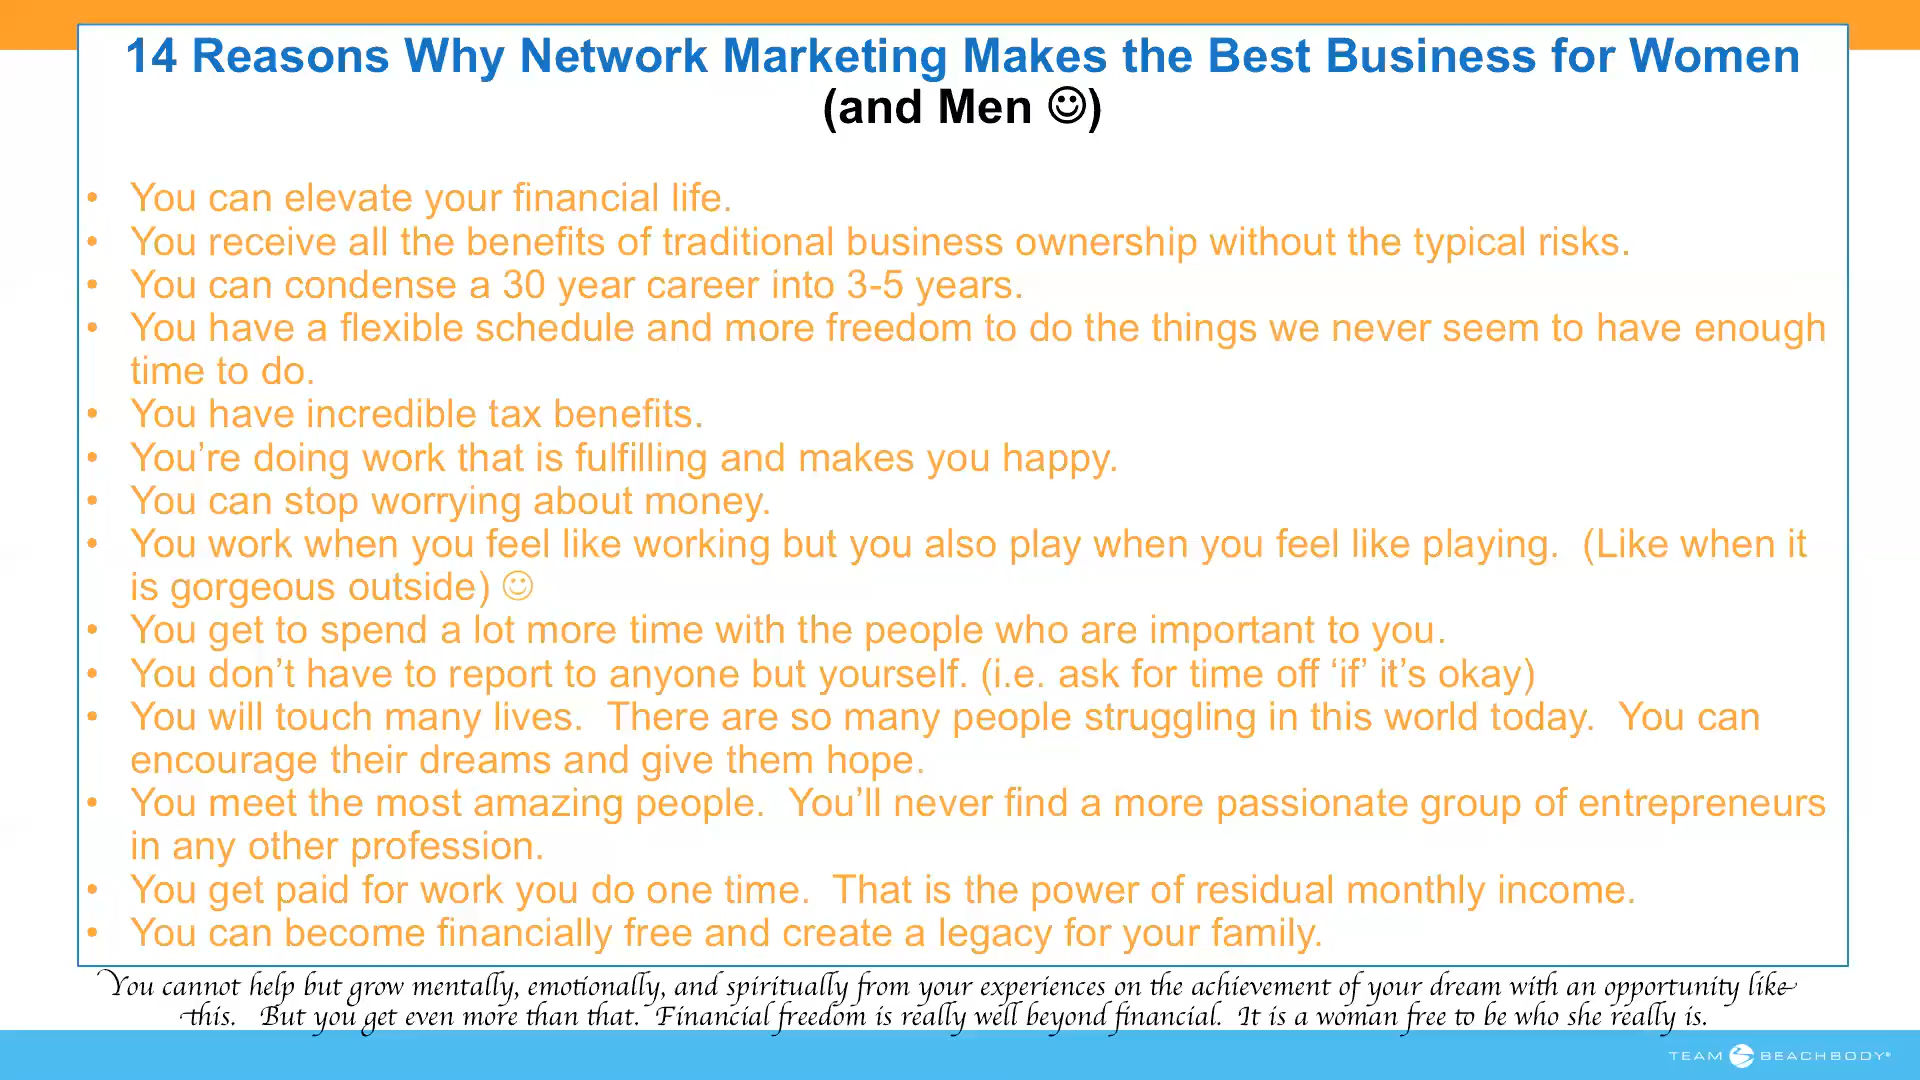 14 Reasons Why Network Marketing Makes the Best Business for Women
(and Men ☺)
• You can elevate your financial life.
• You receive all the benefits of traditional business ownership without the typical risks.
• You can condense a 30 year career into 3-5 years.
• You have a flexible schedule and more freedom to do the things we never seem to have enough
time to do.
• You have incredible tax benefits.
• You’re doing work that is fulfilling and makes you happy.
• You can stop worrying about money.
• You work when you feel like working but you also play when you feel like playing.  (Like when it
is gorgeous outside) ☺
• You get to spend a lot more time with the people who are important to you.
• You don’t have to report to anyone but yourself. (i.e. ask for time off ‘if’ it’s okay)
• You will touch many lives.  There are so many people struggling in this world today.  You can
encourage their dreams and give them hope.
• You meet the most amazing people.  You’ll never find a more passionate group of entrepreneurs
in any other profession.
• You get paid for work you do one time.  That is the power of residual monthly income.
• You can become financially free and create a legacy for your family.
You cannot help but grow mentally, emotionally, and spiritually from your experiences on the achievement of your dream with an opportunity like
this.   But you get even more than that.  Financial freedom is really well beyond financial.  It is a woman free to be who she really is.
TEAM BEACHBODY®